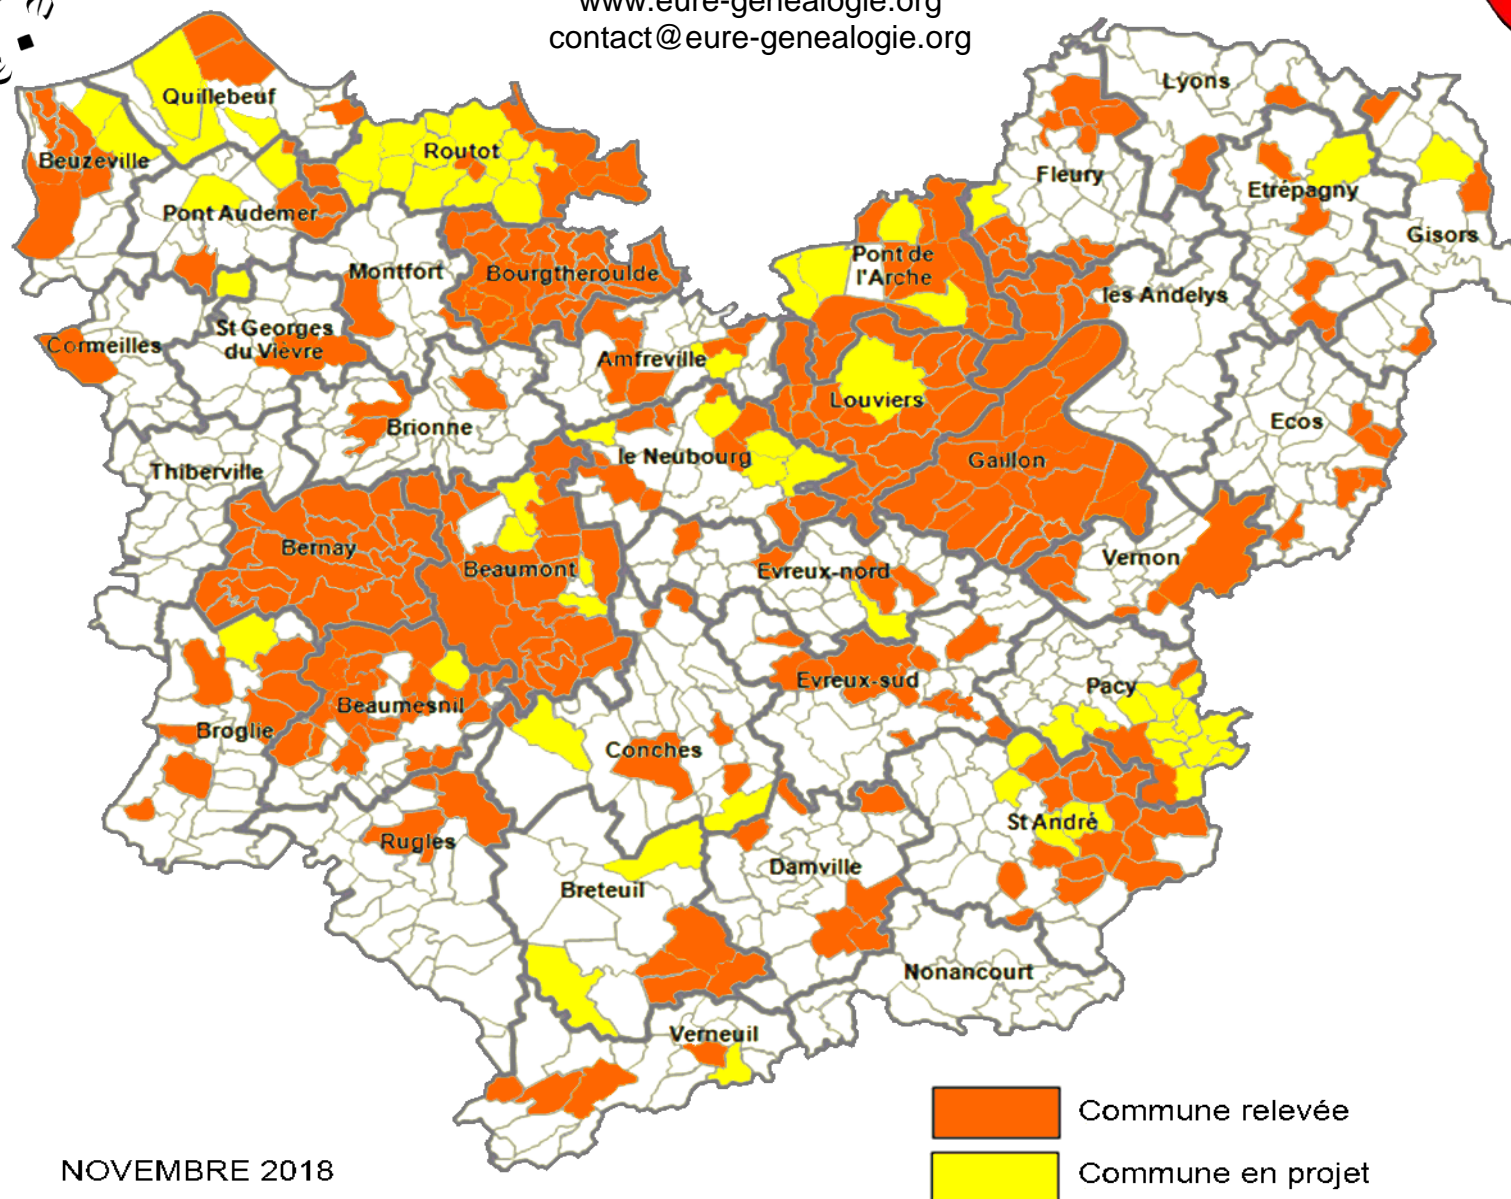 www.eure-genealogie.org
contact@eure-genealogie.org
Lyons
Quillebeuf
Routot
Beuzeville
Fleury
Etrépagny
Pont Audemer
Gisors
Pont de
l'Arche
Montfort
Bourgtheroulde
les Andelys
St Georges
du Vièvre
Cormeilles
Amfreville
Louviers
Ecos
Brionne
le Neubourg
Gaillon
Thiberville
Bernay
Beaumont
Evreux-nord
Vernon
Evreux-sud
Pacy
Beaumesnil
Broglie
Conches
St André
Rugles
Damville
Breteuil
Nonancourt
Verneuil
Commune relevée
NOVEMBRE 2018
Commune en projet